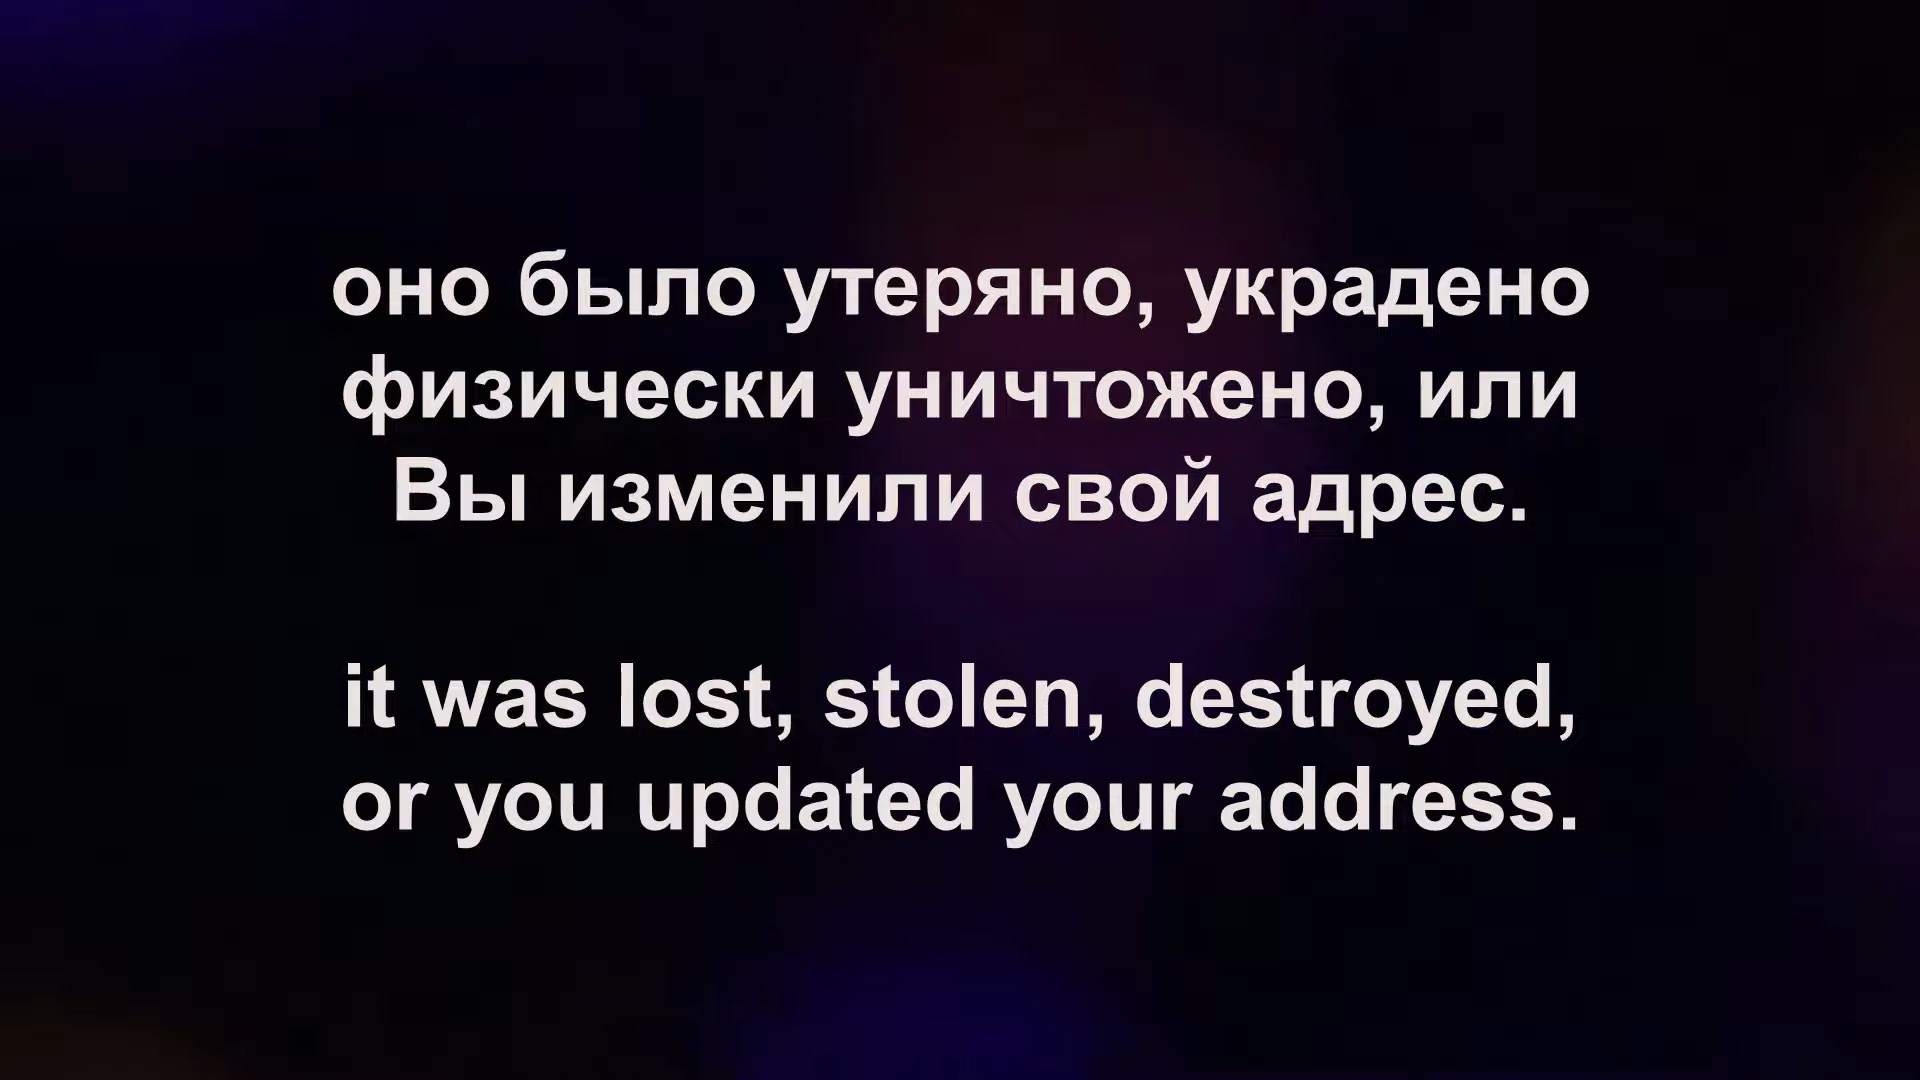 оно было утеряно, украдено
физически уничтожено, или
Вы изменили свой адрес.
it was lost, stolen, destroyed,
or you updated your address.